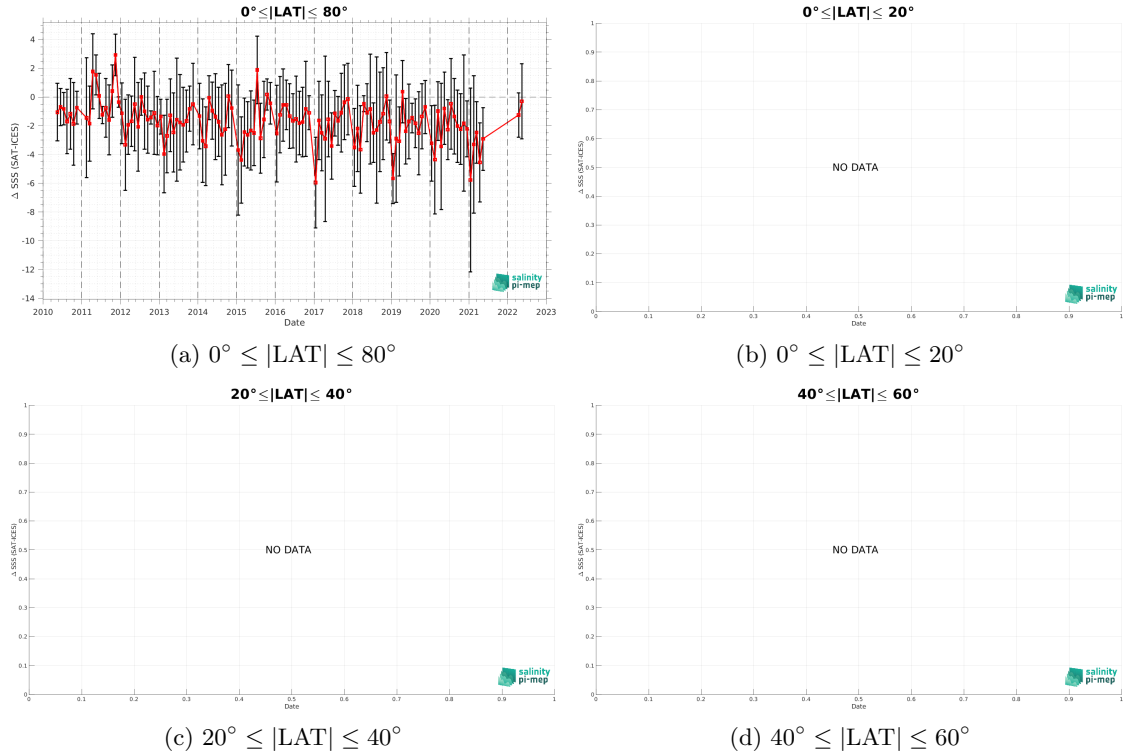 0°≤|LAT|≤ 80°
Δ SSS (SAT-ICES)
4
2
0
-2
-4
-6
-8
-10
-12
-14
2010 2011 2012 2013 2014 2015 2016 2017 2018 2019 2020 2021 2022 2023
Date
salinity
pi-mep
(a) 0° ≤ |LAT| ≤ 80°
0°≤|LAT|≤ 20°
Δ SSS (SAT-ICES)
1
0.9
0.8
0.7
0.6
0.5
0.4
0.3
0.2
0.1
0
NO DATA
0 0.1 0.2 0.3 0.4 0.5 0.6 0.7 0.8 0.9 1
Date
salinity
pi-mep
(b) 0° ≤ |LAT| ≤ 20°
20°≤|LAT|≤ 40°
Δ SSS (SAT-ICES)
1
0.9
0.8
0.7
0.6
0.5
0.4
0.3
0.2
0.1
0
NO DATA
0 0.1 0.2 0.3 0.4 0.5 0.6 0.7 0.8 0.9 1
Date
salinity
pi-mep
(c) 20° ≤ |LAT| ≤ 40°
40°≤|LAT|≤ 60°
Δ SSS (SAT-ICES)
1
0.9
0.8
0.7
0.6
0.5
0.4
0.3
0.2
0.1
0
NO DATA
0 0.1 0.2 0.3 0.4 0.5 0.6 0.7 0.8 0.9 1
Date
salinity
pi-mep
(d) 40° ≤ |LAT| ≤ 60°